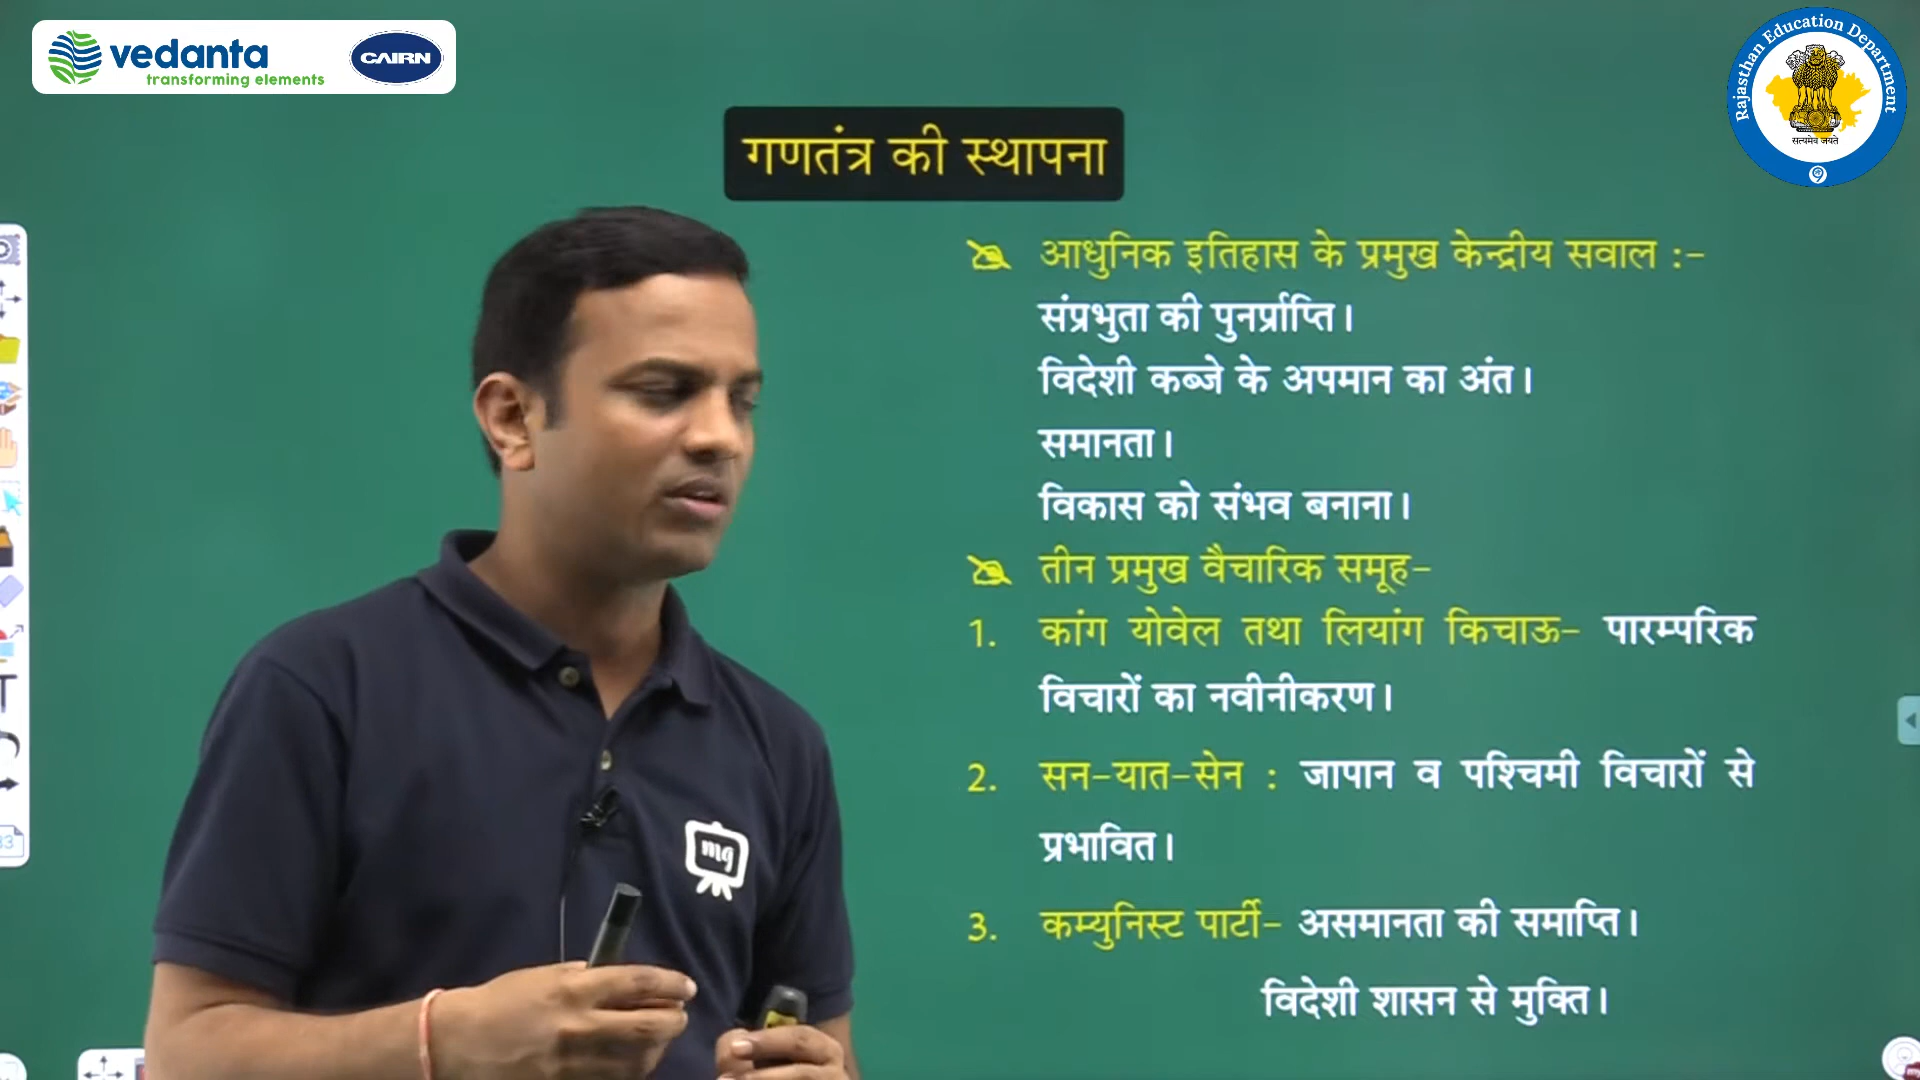 vedanta
transforming elements
CAIRN
Rajasthan Education Department
सत्यमेव जयते
गणतंत्र की स्थापना
आधुनिक इतिहास के प्रमुख केन्द्रीय सवाल :-
संप्रभुता की पुनर्प्राप्ति।
विदेशी कब्जे के अपमान का अंत।
समानता।
विकास को संभव बनाना।
तीन प्रमुख वैचारिक समूह-
1. कांग योवेल तथा लियांग किचाऊ- पारम्परिक
विचारों का नवीनीकरण।
2. सन-यात-सेन : जापान व पश्चिमी विचारों से
प्रभावित।
3. कम्युनिस्ट पार्टी- असमानता की समाप्ति।
विदेशी शासन से मुक्ति।
mg